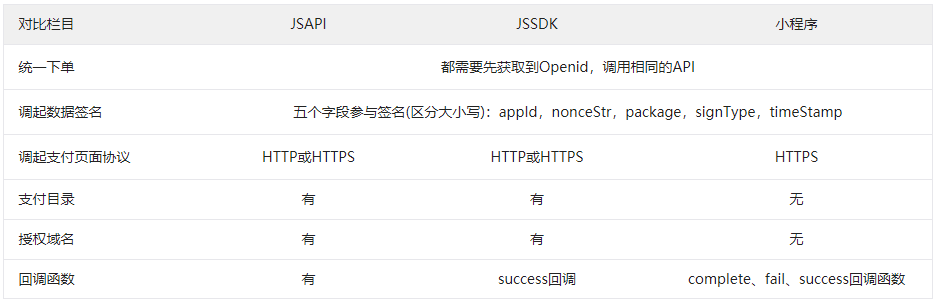 对比栏目 JSAPI JSSDK 小程序
统一下单 都需要先获取到Openid，调用相同的API
调起数据签名 五个字段参与签名(区分大小写)：appId，nonceStr，package，signType，timeStamp
调起支付页面协议 HTTP或HTTPS HTTP或HTTPS HTTPS
支付目录 有 有 无
授权域名 有 有 无
回调函数 有 success回调 complete、fail、success回调函数